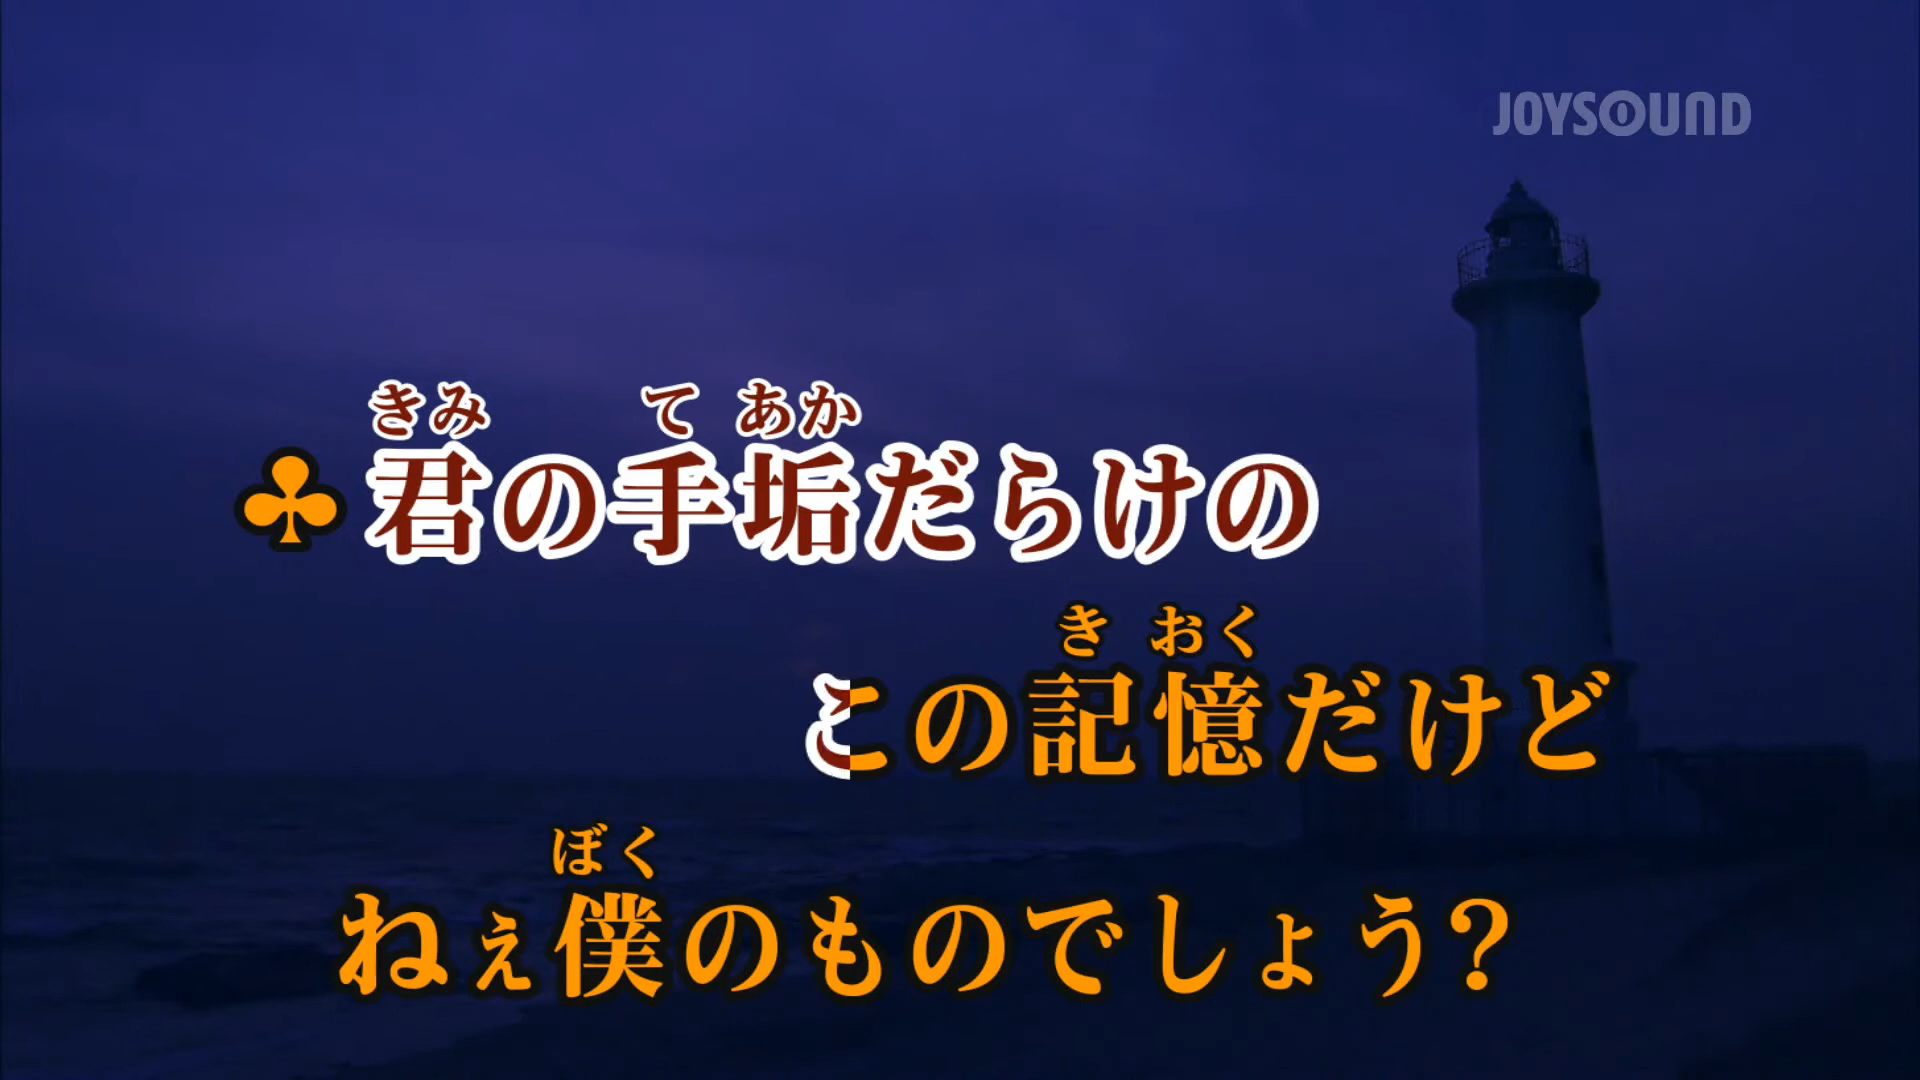 JOYSOUND
きみ て あか
♣君の手垢だらけの
き おく
この記憶だけど
ぼく
ねぇ僕のものでしょう?